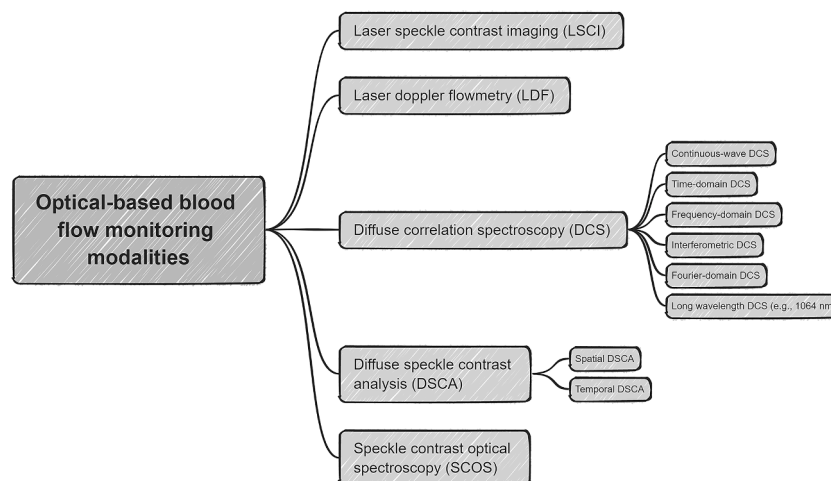 Laser speckle contrast imaging (LSCI)
Laser doppler flowmetry (LDF)
Optical-based blood
flow monitoring
modalities
Diffuse correlation spectroscopy (DCS)
Continuous-wave DCS
Time-domain DCS
Frequency-domain DCS
Interferometric DCS
Fourier-domain DCS
Long wavelength DCS (e.g., 1064 nm
Diffuse speckle contrast
analysis (DSCA)
Spatial DSCA
Temporal DSCA
Speckle contrast optical
spectroscopy (SCOS)